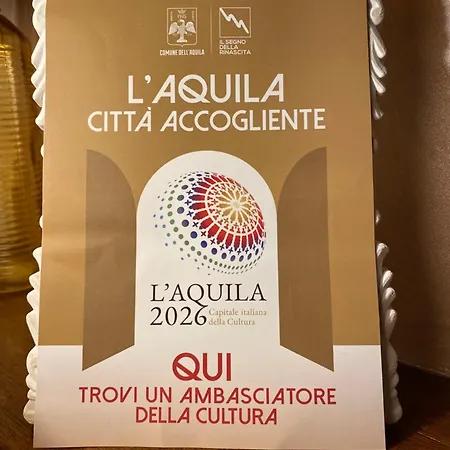 COMUNE DELL'AQUILA
IL SEGNO
DELLA
RINASCITA
L'AQUILA
CITTÀ ACCOGLIENTE
L'AQUILA
2026 Capitale italiana
della Cultura
QUI
TROVI UN AMBASCIATORE
DELLA CULTURA